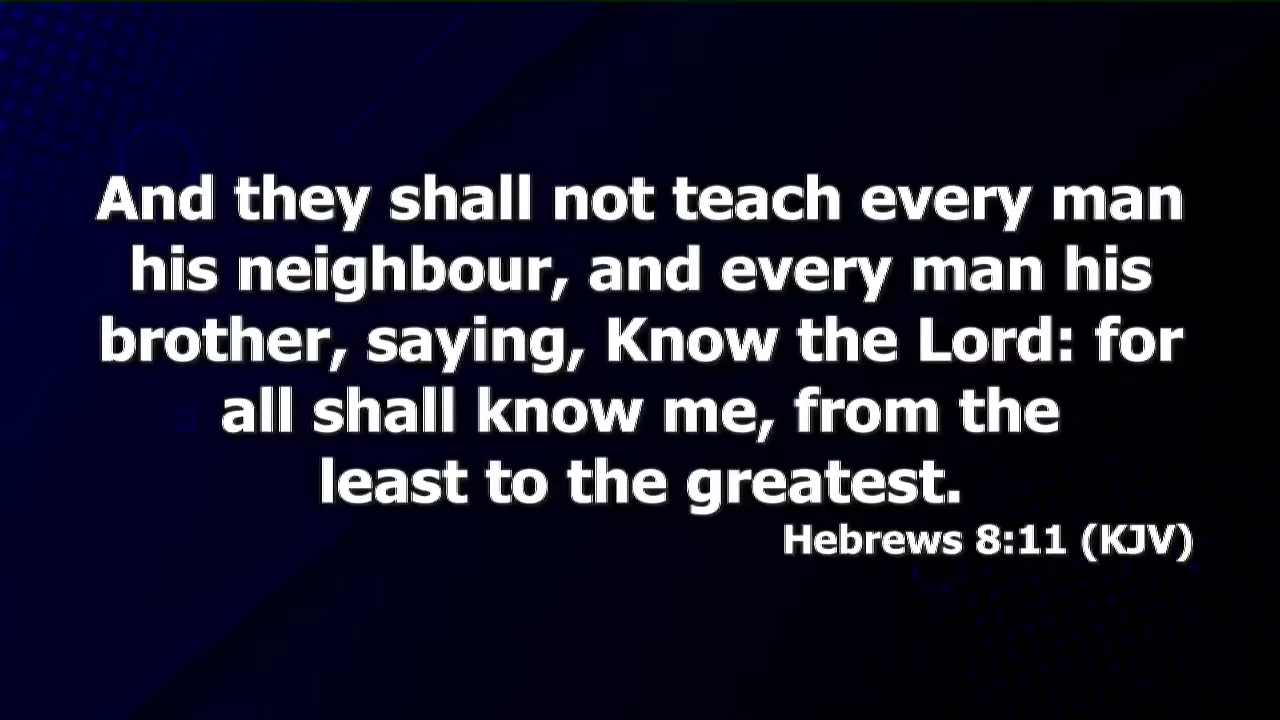 And they shall not teach every man
his neighbour, and every man his
brother, saying, Know the Lord: for
all shall know me, from the
least to the greatest.
Hebrews 8:11 (KJV)